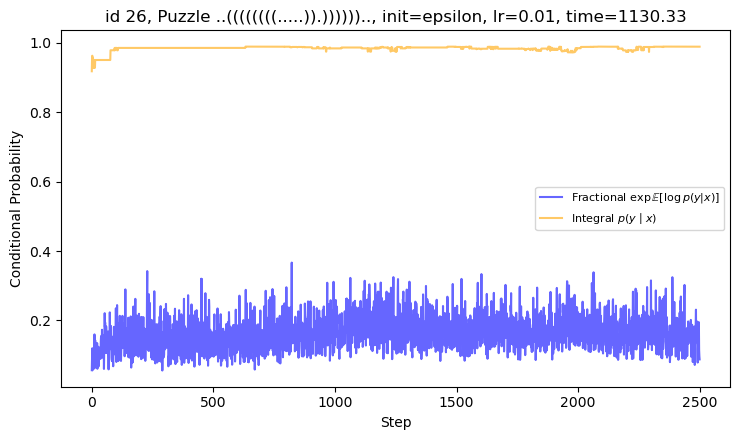 id 26, Puzzle ..((((((((.....)).)))))).., init=epsilon, lr=0.01, time=1130.33
Conditional Probability
1.0
0.8
0.6
0.4
0.2
Fractional exp𝔼[log p(y|x)]
Integral p(y | x)
0
500
1000
1500
2000
2500
Step